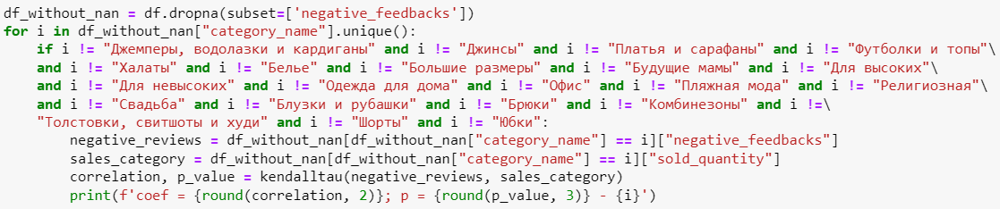 df_without_nan = df.dropna(subset=['negative_feedbacks'])
for i in df_without_nan["category_name"].unique():
    if i != "Джемперы, водолазки и кардиганы" and i != "Джинсы" and i != "Платья и сарафаны" and i != "Футболки и топы"\
    and i != "Халаты" and i != "Белье" and i != "Большие размеры" and i != "Будущие мамы" and i != "Для высоких"\
    and i != "Для невысоких" and i != "Одежда для дома" and i != "Офис" and i != "Пляжная мода" and i != "Религиозная"\
    and i != "Свадьба" and i != "Блузки и рубашки" and i != "Брюки" and i != "Комбинезоны" and i !=\
    "Толстовки, свитшоты и худи" and i != "Шорты" and i != "Юбки":
        negative_reviews = df_without_nan[df_without_nan["category_name"] == i]["negative_feedbacks"]
        sales_category = df_without_nan[df_without_nan["category_name"] == i]["sold_quantity"]
        correlation, p_value = kendalltau(negative_reviews, sales_category)
        print(f'coef = {round(correlation, 2)}; p = {round(p_value, 3)} - {i}')